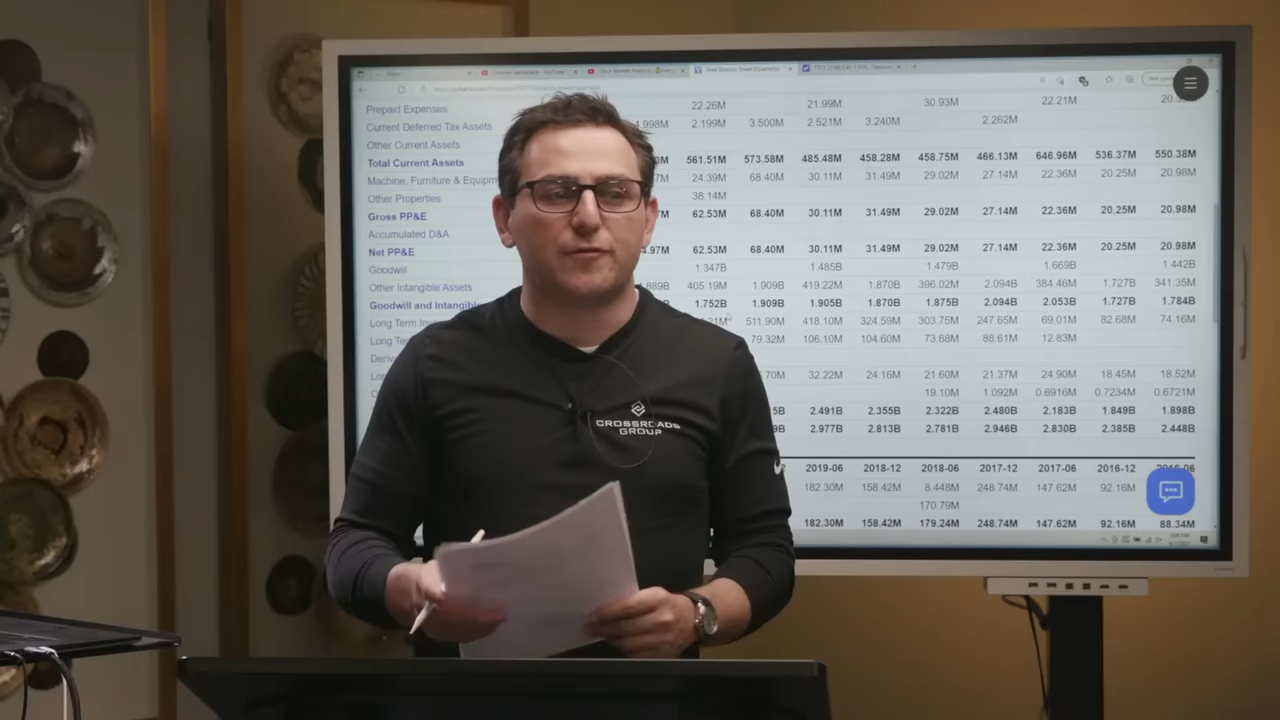 Prepaid Expenses 22.26M 21.99M 30.93M 22.21M
Current Deferred Tax Assets 4.998M 2.199M 3.500M 2.521M 3.240M 2.262M
Other Current Assets
Total Current Assets 561.51M 573.58M 485.48M 458.28M 458.75M 466.13M 646.96M 536.37M 550.38M
Machine, Furniture & Equipm 24.39M 68.40M 30.11M 31.49M 29.02M 27.14M 22.36M 20.25M 20.98M
Other Properties 38.14M
Gross PP&E 62.53M 68.40M 30.11M 31.49M 29.02M 27.14M 22.36M 20.25M 20.98M
Accumulated D&A
Net PP&E 62.53M 68.40M 30.11M 31.49M 29.02M 27.14M 22.36M 20.25M 20.98M
Goodwill 1.347B 1.485B 1.479B 1.669B 1.442B
Other Intangible Assets 405.19M 1.909B 419.22M 1.870B 396.02M 2.094B 384.46M 1.727B 341.35M
Goodwill and Intangible 1.752B 1.909B 1.905B 1.870B 1.875B 2.094B 2.053B 1.727B 1.784B
Long Term 511.90M 418.10M 324.59M 303.75M 247.65M 69.01M 82.68M 74.16M
Long 79.32M 106.10M 104.60M 73.68M 88.61M 12.83M
32.22M 24.16M 21.60M 21.37M 24.90M 18.45M 18.52M
19.10M 1.092M 0.6916M 0.7234M 0.6721M
2.491B 2.355B 2.322B 2.480B 2.183B 1.849B 1.898B
2.977B 2.813B 2.781B 2.946B 2.830B 2.385B 2.448B
2019-06 2018-12 2018-06 2017-12 2017-06 2016-12 2016-06
182.30M 158.42M 8.448M 248.74M 147.62M 92.16M
170.79M
182.30M 158.42M 179.24M 248.74M 147.62M 92.16M 88.34M
CROSSROADS
GROUP